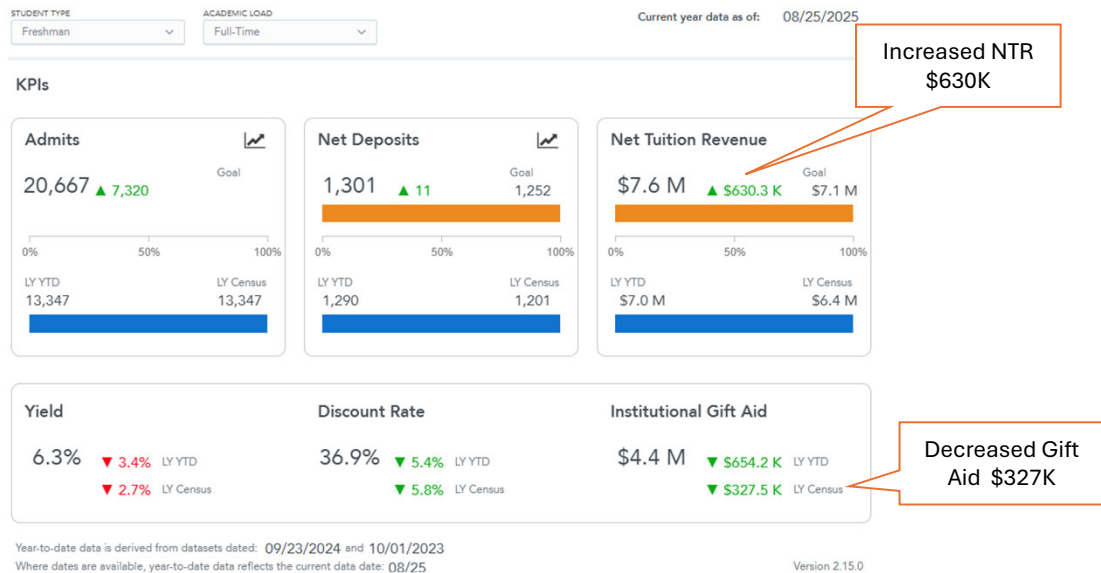 STUDENT TYPE ACADEMIC LOAD
Freshman Full-Time
Current year data as of: 08/25/2025
Increased NTR
$630K
KPIs
Admits
Goal
20,667 ▲ 7,320
0% 50% 100%
LY YTD LY Census
13,347 13,347
Net Deposits
Goal
1,301 ▲ 11 1,252
0% 50% 100%
LY YTD LY Census
1,290 1,201
Net Tuition Revenue
Goal
$7.6 M ▲ $630.3 K $7.1 M
0% 50% 100%
LY YTD LY Census
$7.0 M $6.4 M
Yield
6.3% ▼ 3.4% LY YTD
▼ 2.7% LY Census
Discount Rate
36.9% ▼ 5.4% LY YTD
▼ 5.8% LY Census
Institutional Gift Aid
$4.4 M ▼ $654.2 K LY YTD
▼ $327.5 K LY Census
Decreased Gift
Aid $327K
Year-to-date data is derived from datasets dated: 09/23/2024 and 10/01/2023
Where dates are available, year-to-date data reflects the current data date: 08/25
Version 2.15.0